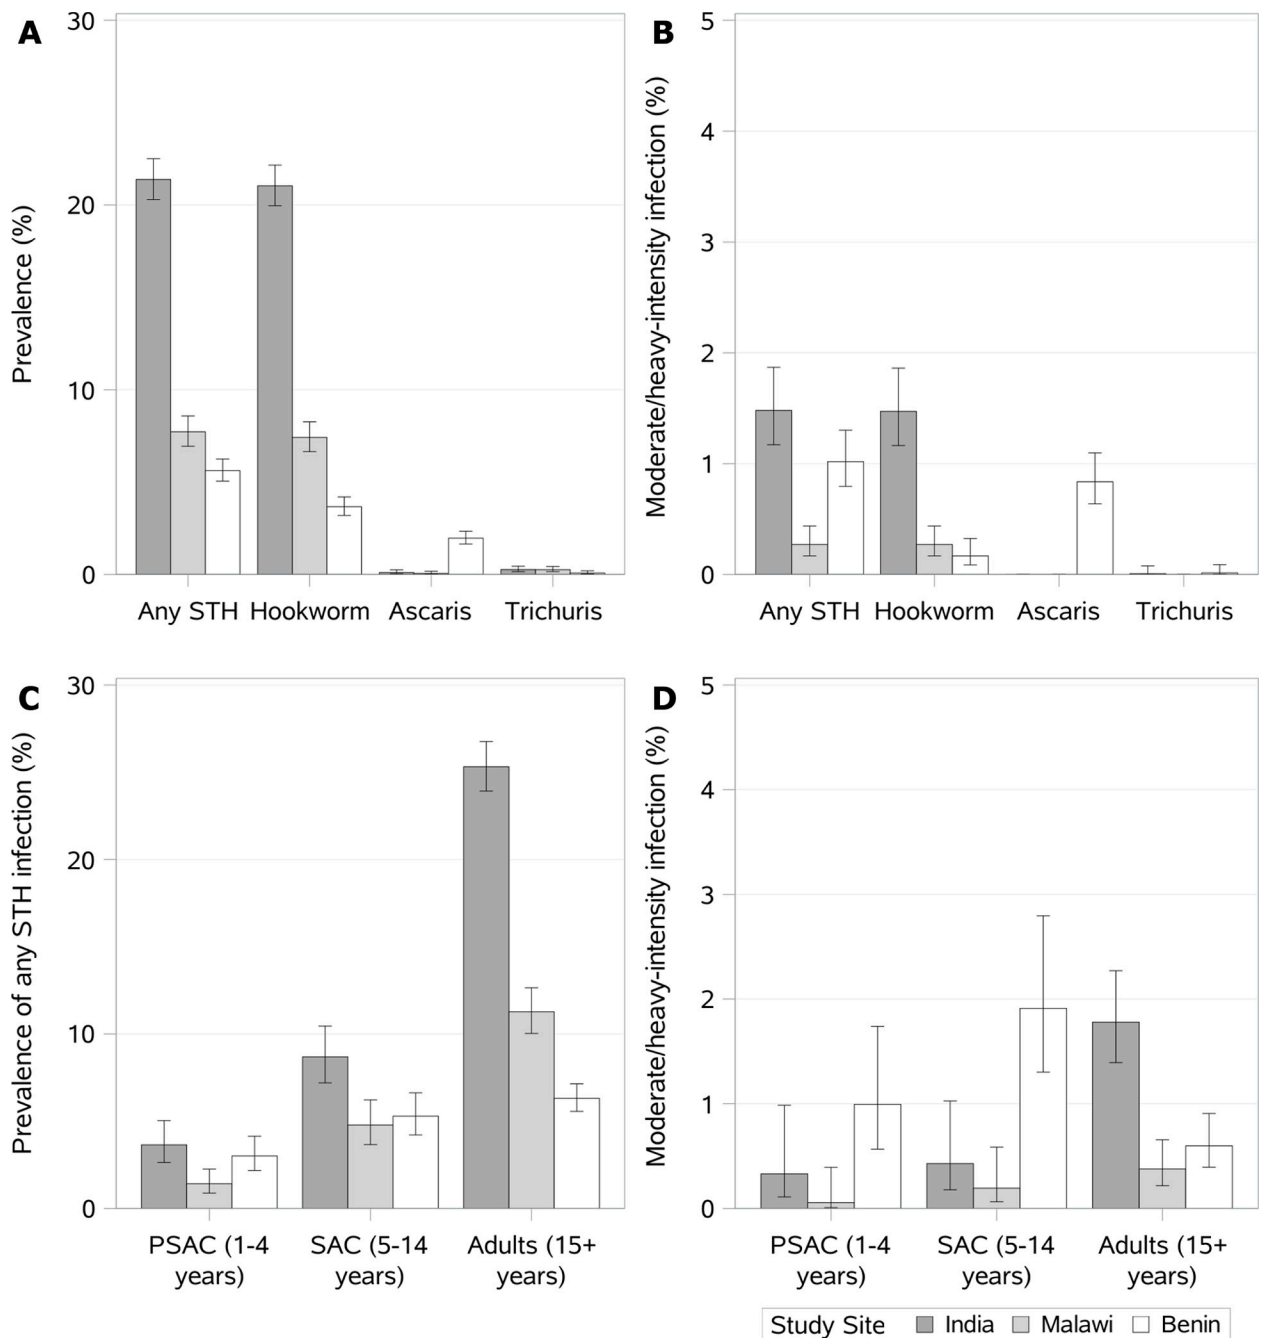 A
Prevalence (%)
30
20
10
0
Any STH
Hookworm
Ascaris
Trichuris
B
Moderate/heavy-intensity infection (%)
5
4
3
2
1
0
Any STH
Hookworm
Ascaris
Trichuris
C
Prevalence of any STH infection (%)
30
20
10
0
PSAC (1-4
years)
SAC (5-14
years)
Adults (15+
years)
D
Moderate/heavy-intensity infection (%)
5
4
3
2
1
0
PSAC (1-4
years)
SAC (5-14
years)
Adults (15+
years)
Study Site India Malawi Benin